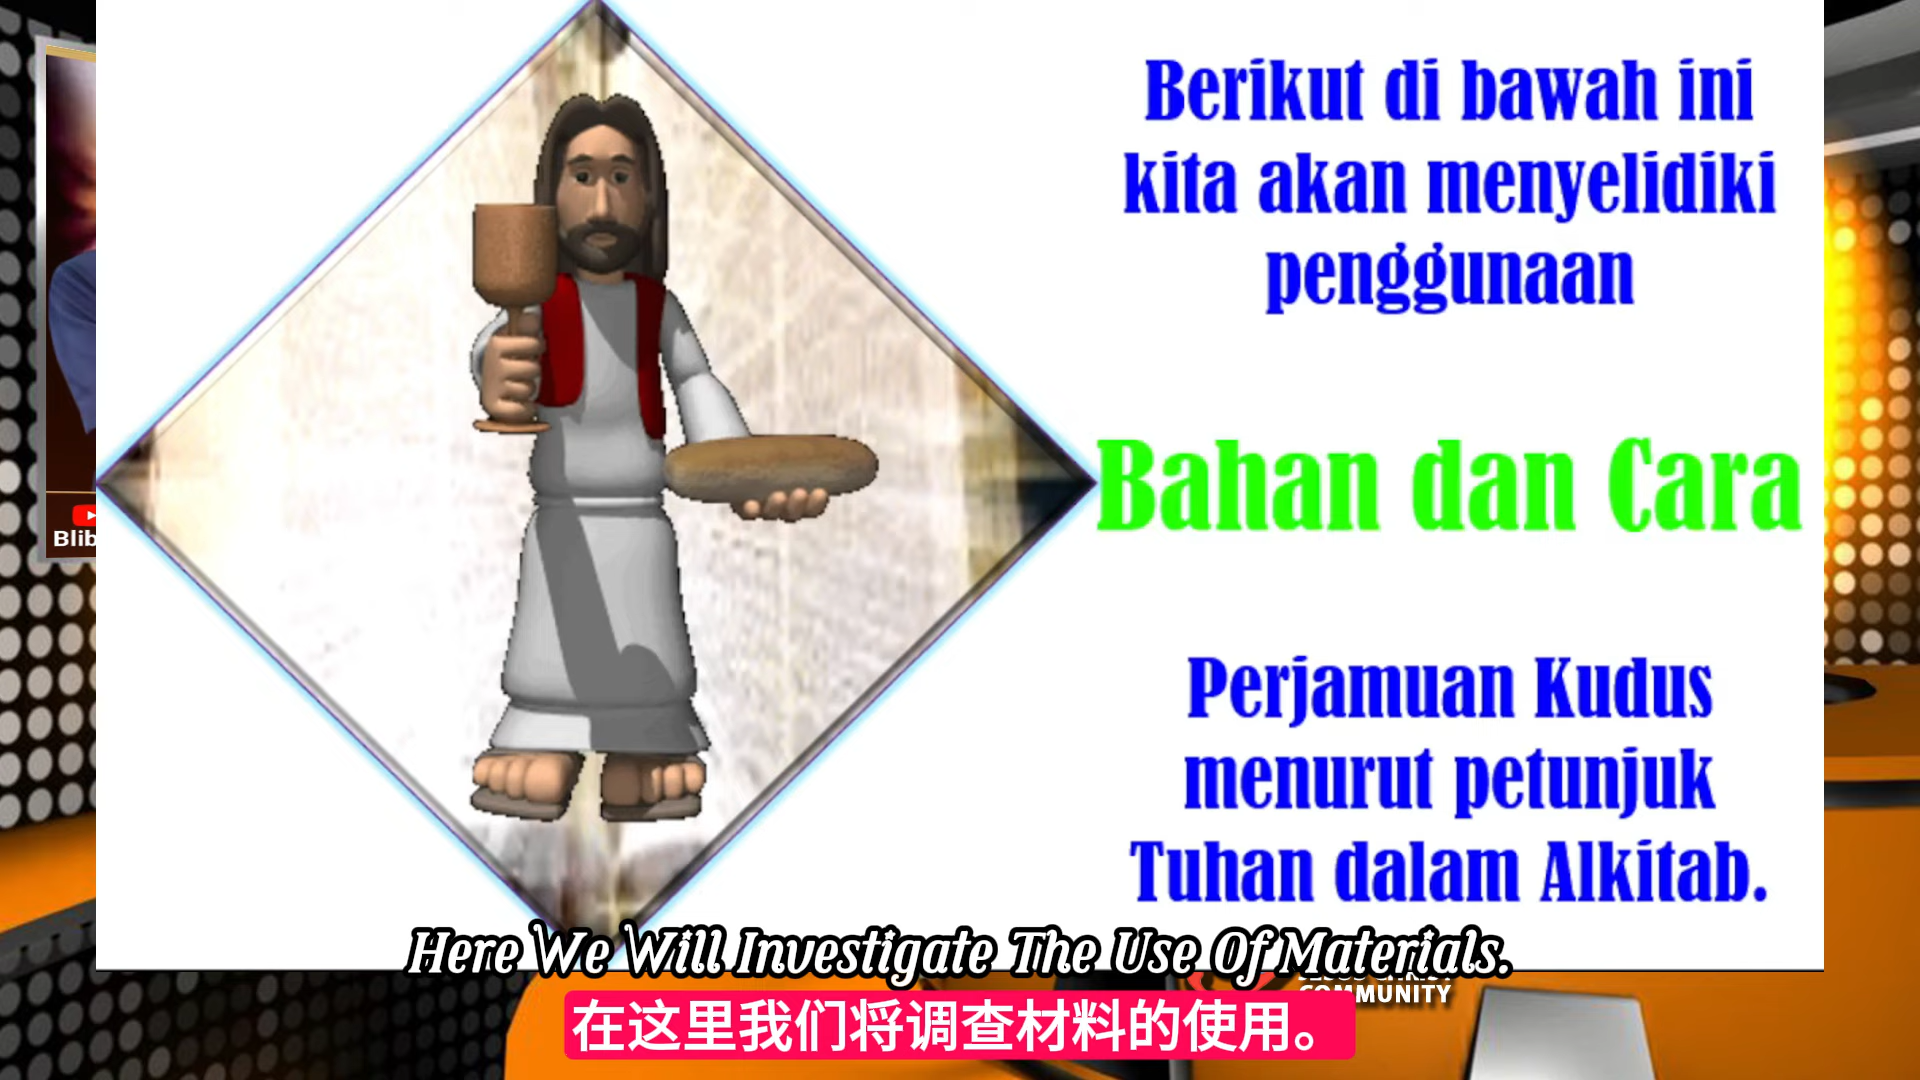 Berikut di bawah ini
kita akan menyelidiki
penggunaan
Bahan dan Cara
Perjamuan Kudus
menurut petunjuk
Tuhan dalam Alkitab.
Blib
Here We Will Investigate The Use Of Materials.
COMMUNITY
在这里我们将调查材料的使用。